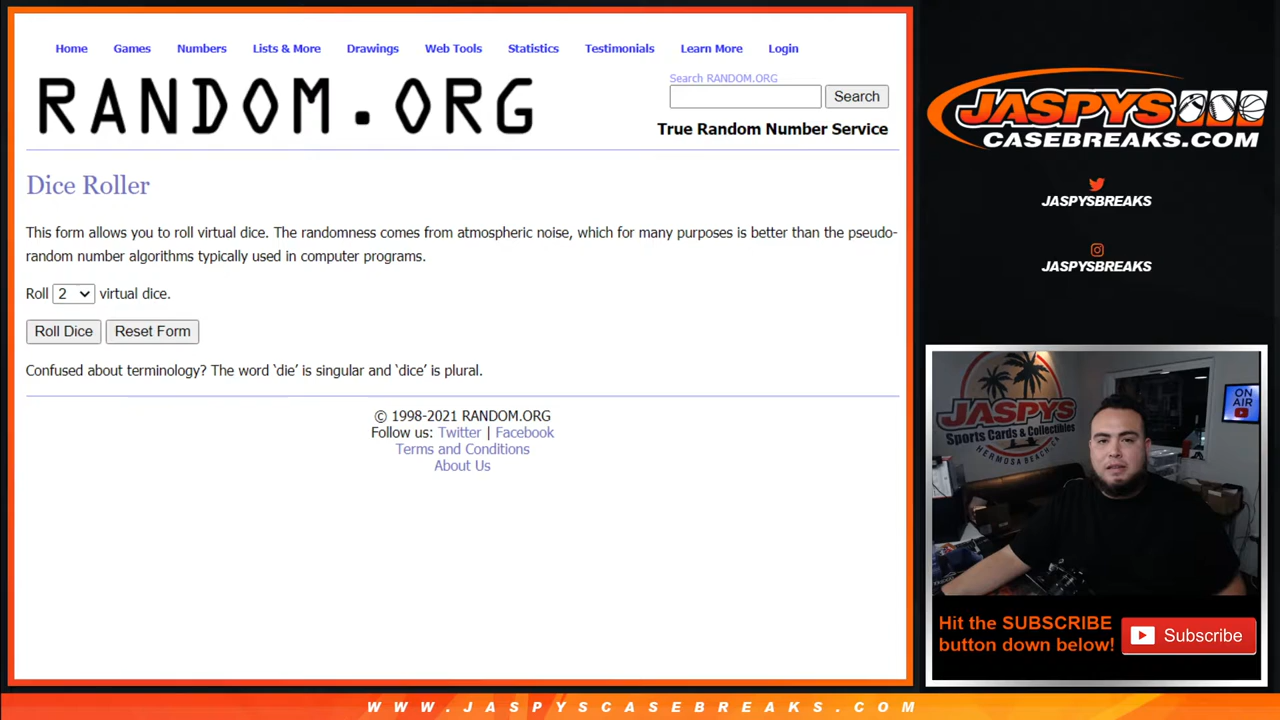 Home Games Numbers Lists & More Drawings Web Tools Statistics Testimonials Learn More Login
RANDOM.ORG
Search RANDOM.ORG
Search
True Random Number Service
Dice Roller
This form allows you to roll virtual dice. The randomness comes from atmospheric noise, which for many purposes is better than the pseudo-
random number algorithms typically used in computer programs.
Roll 2 virtual dice.
Roll Dice Reset Form
Confused about terminology? The word ‘die’ is singular and ‘dice’ is plural.
© 1998-2021 RANDOM.ORG
Follow us: Twitter | Facebook
Terms and Conditions
About Us
JASPYS
CASEBREAKS.COM
JASPYSBREAKS
JASPYSBREAKS
JASPYS
Sports Cards & Collectibles
HERMOSA BEACH, CA
ON
AIR
Hit the SUBSCRIBE
button down below!
Subscribe
WWW.JASPYSCASEBREAKS.COM